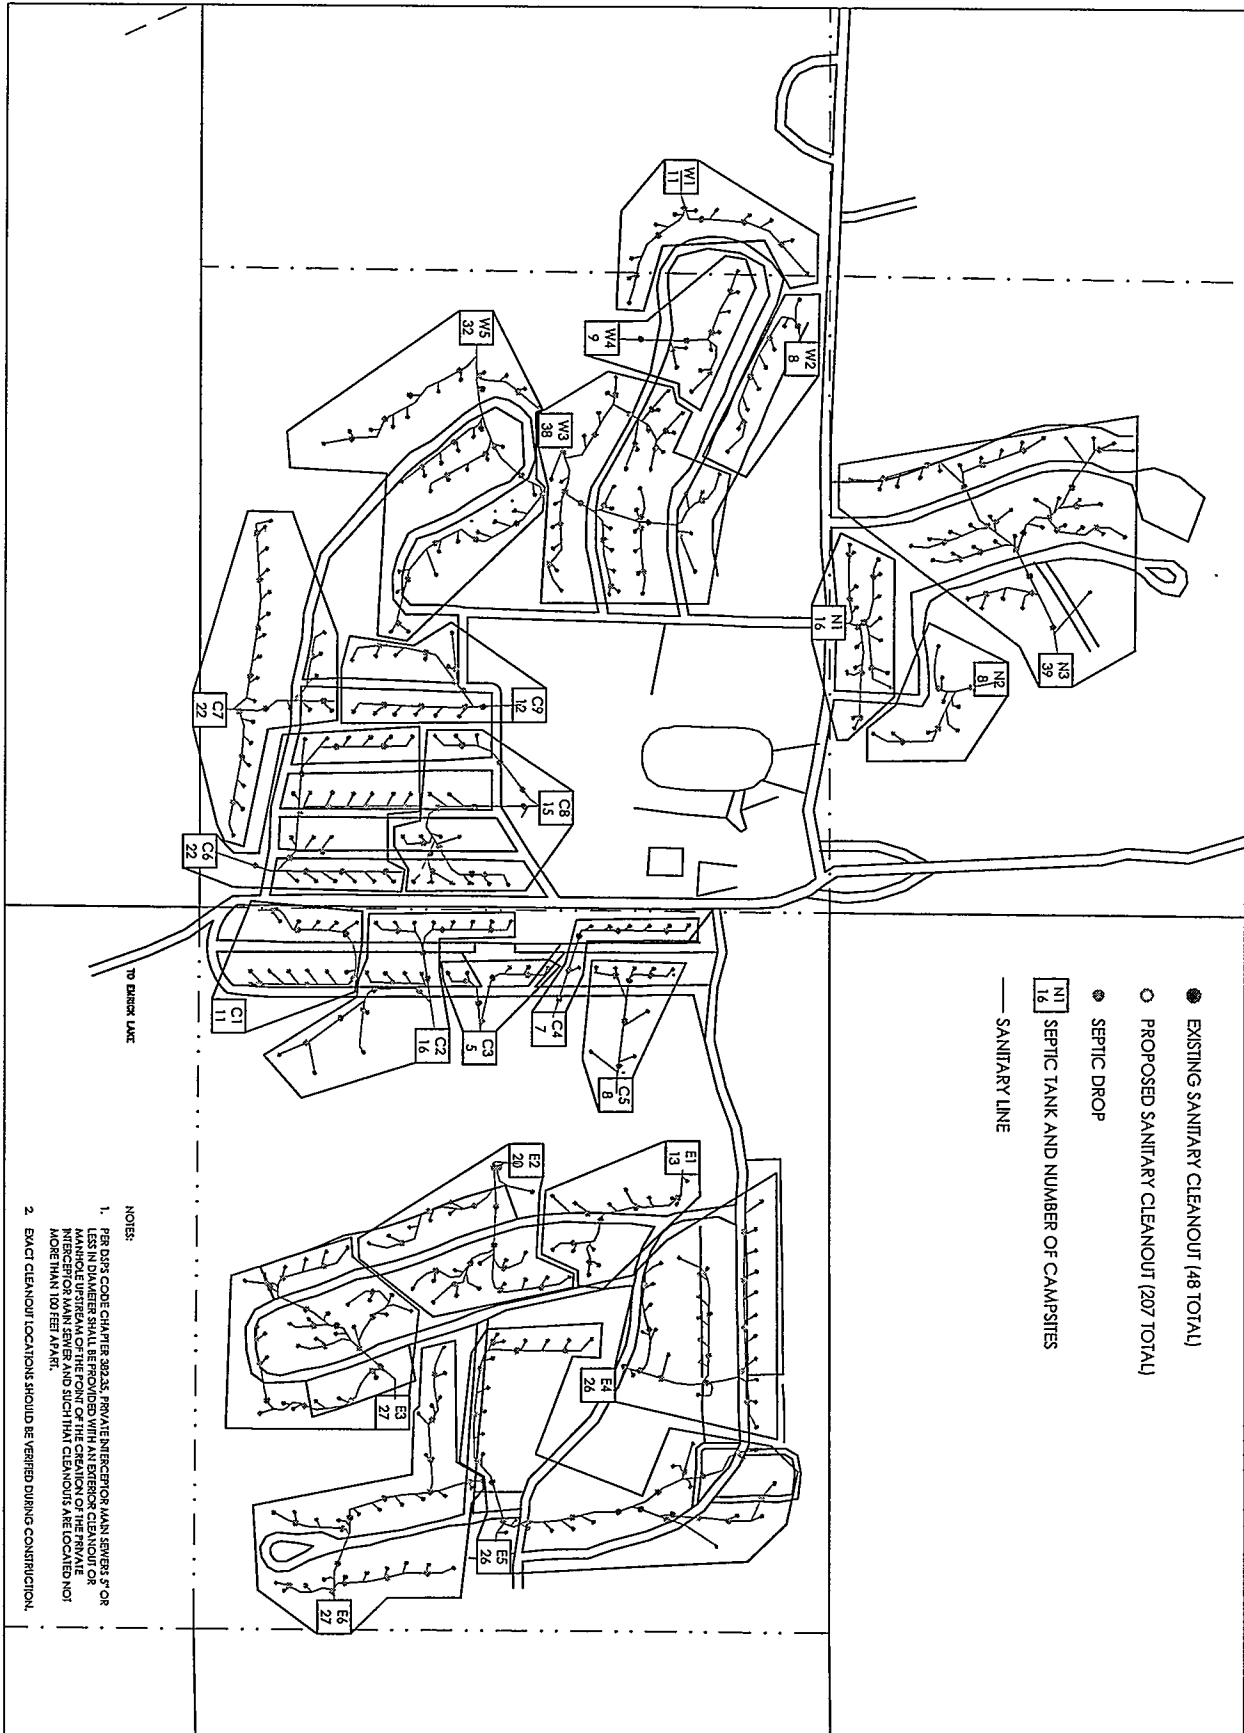 EXISTING SANITARY CLEANOUT (48 TOTAL)
PROPOSED SANITARY CLEANOUT (207 TOTAL)
SEPTIC DROP
N1
16
SEPTIC TANK AND NUMBER OF CAMPSITES
SANITARY LINE
N3
39
N2
8
N1
16
W1
11
W2
8
W4
9
W3
38
W5
32
C9
12
C8
15
C7
22
C6
22
C5
8
C4
7
C3
5
C2
16
C1
11
E1
13
E2
20
E4
26
E3
27
E5
26
E6
27
TO EMRICK LAKE
NOTES:
1. PER DSPS CODE CHAPTER 382.35, PRIVATE INTERCEPTOR MAIN SEWERS 5" OR
LESS IN DIAMETER SHALL BE PROVIDED WITH AN EXTERIOR CLEANOUT OR
MANHOLE UPSTREAM OF THE POINT OF THE CREATION OF THE PRIVATE
INTERCEPTOR MAIN SEWER AND SUCH THAT CLEANOUTS ARE LOCATED NOT
MORE THAN 100 FEET APART.
2. EXACT CLEANOUT LOCATIONS SHOULD BE VERIFIED DURING CONSTRUCTION.